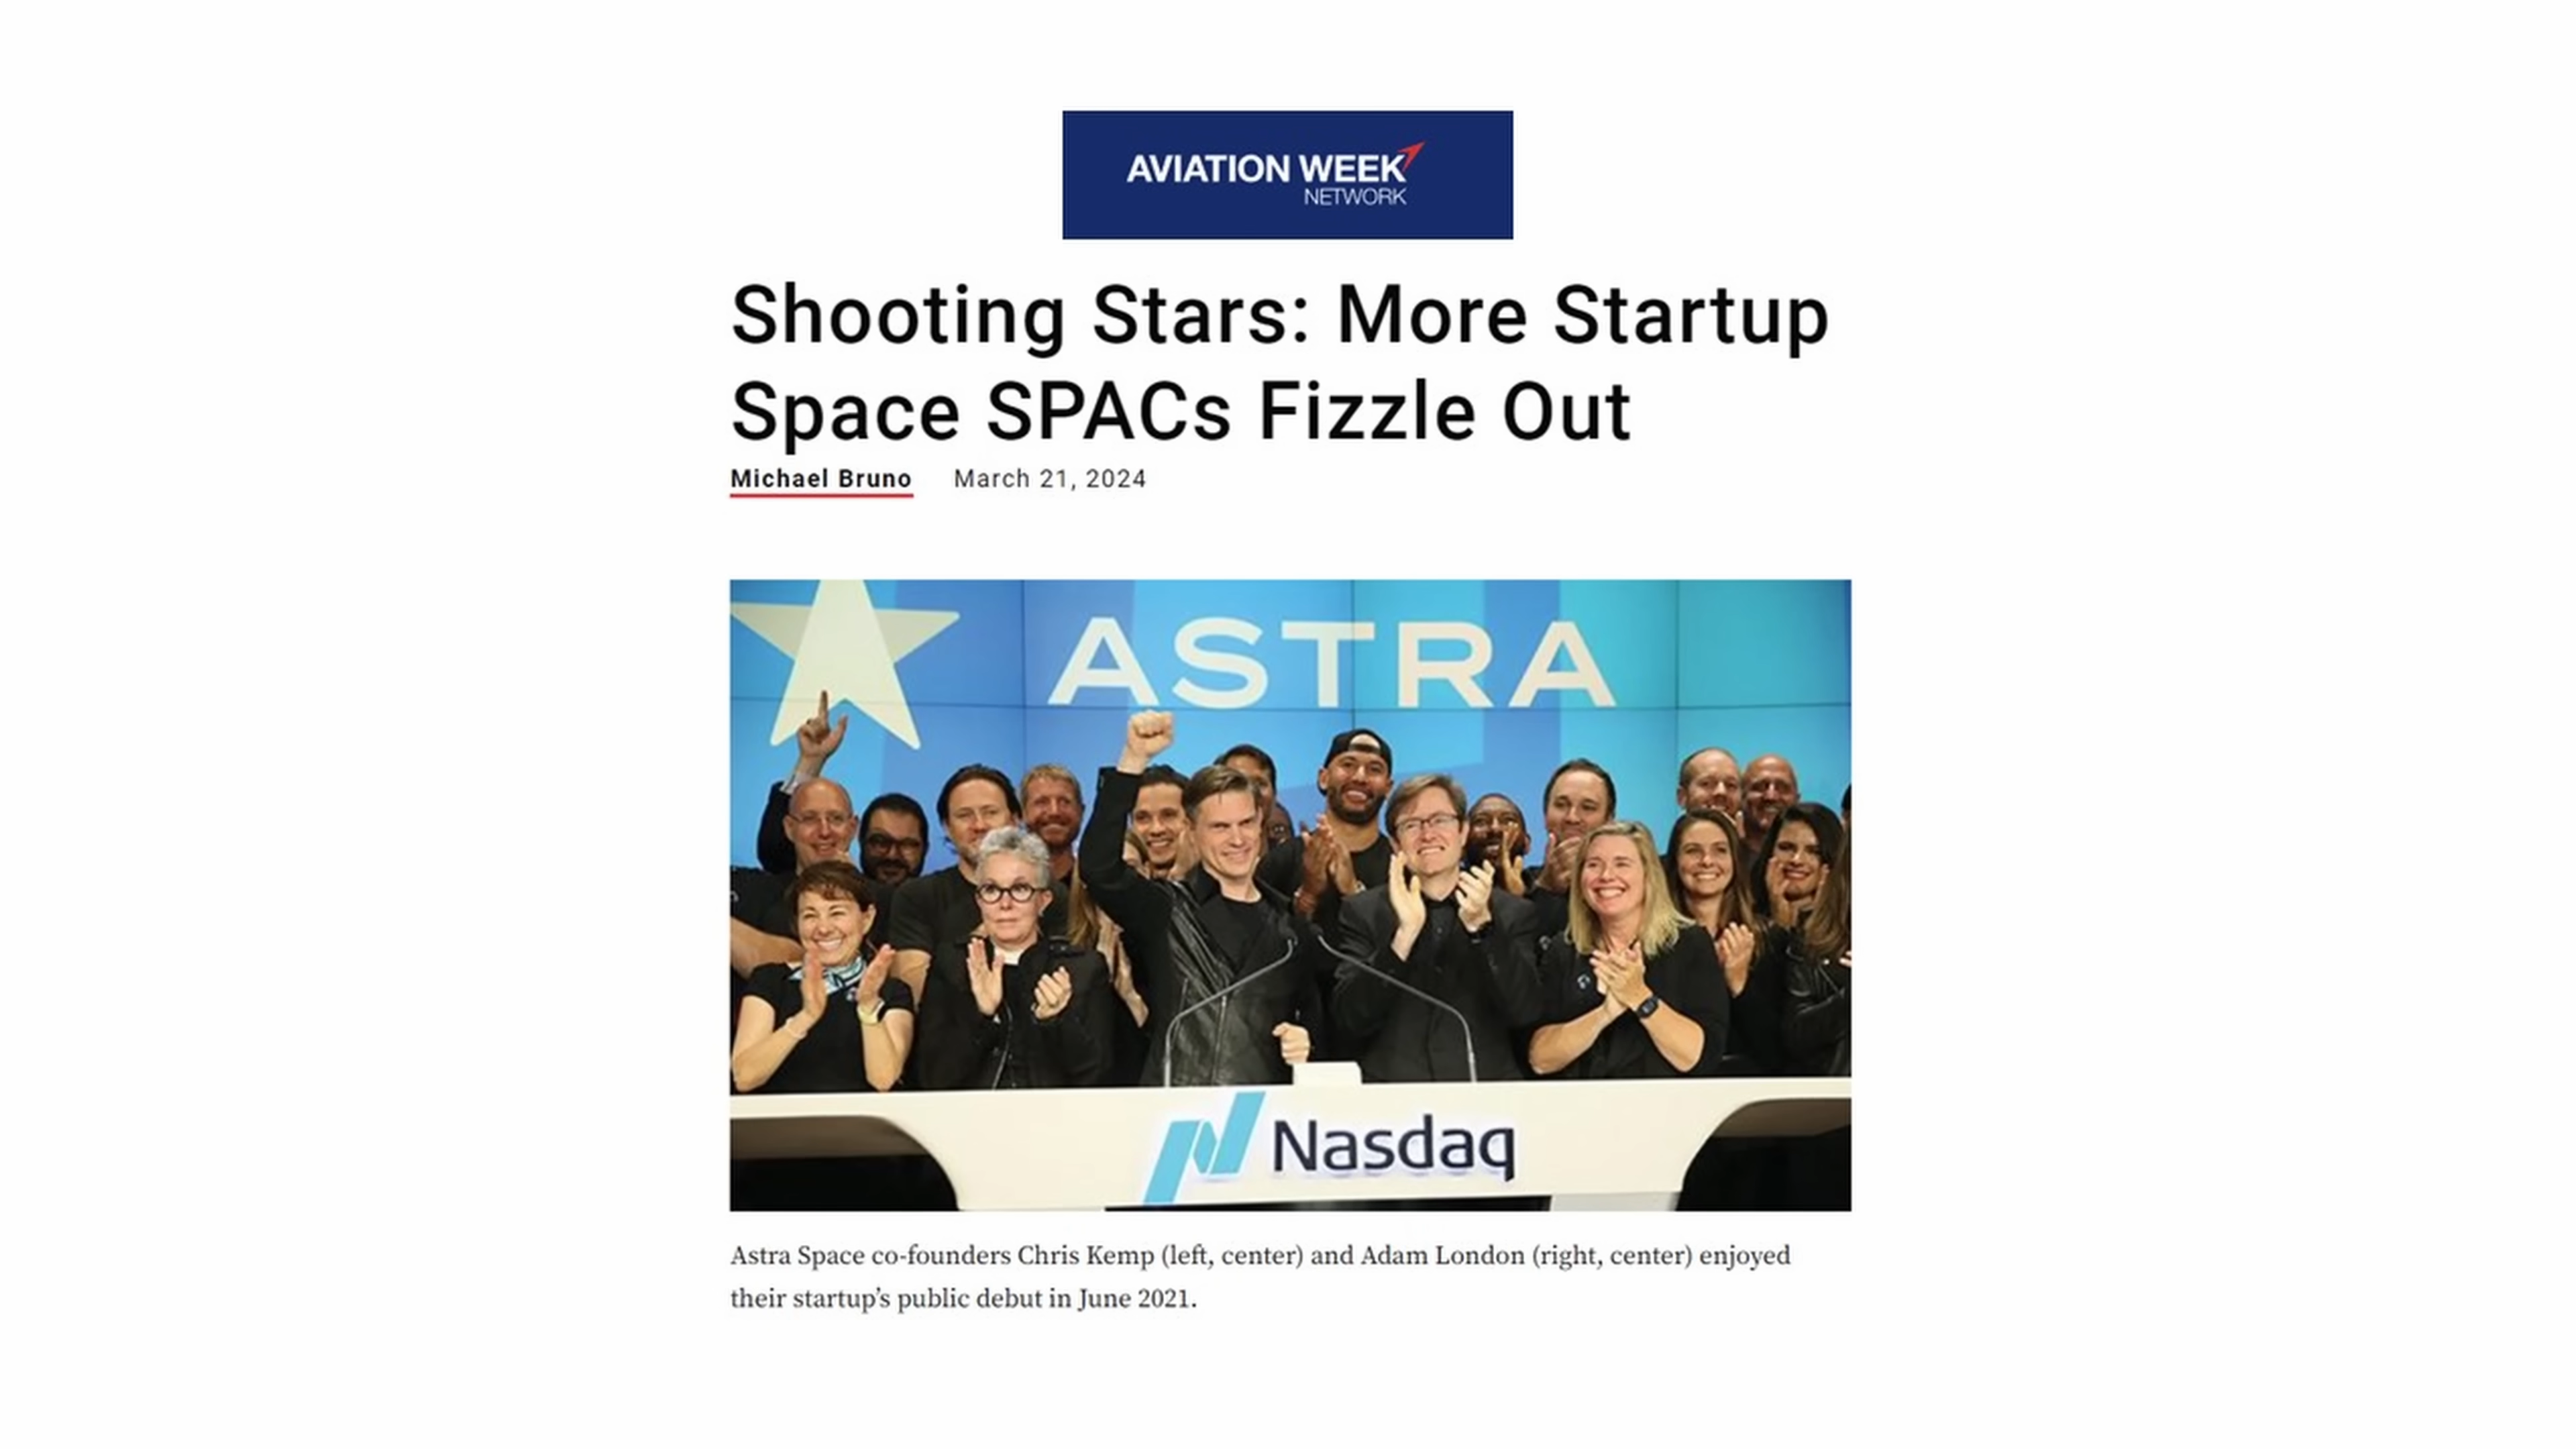 AVIATION WEEK
NETWORK
Shooting Stars: More Startup
Space SPACs Fizzle Out
Michael Bruno March 21, 2024
ASTRA
Nasdaq
Astra Space co-founders Chris Kemp (left, center) and Adam London (right, center) enjoyed
their startup’s public debut in June 2021.